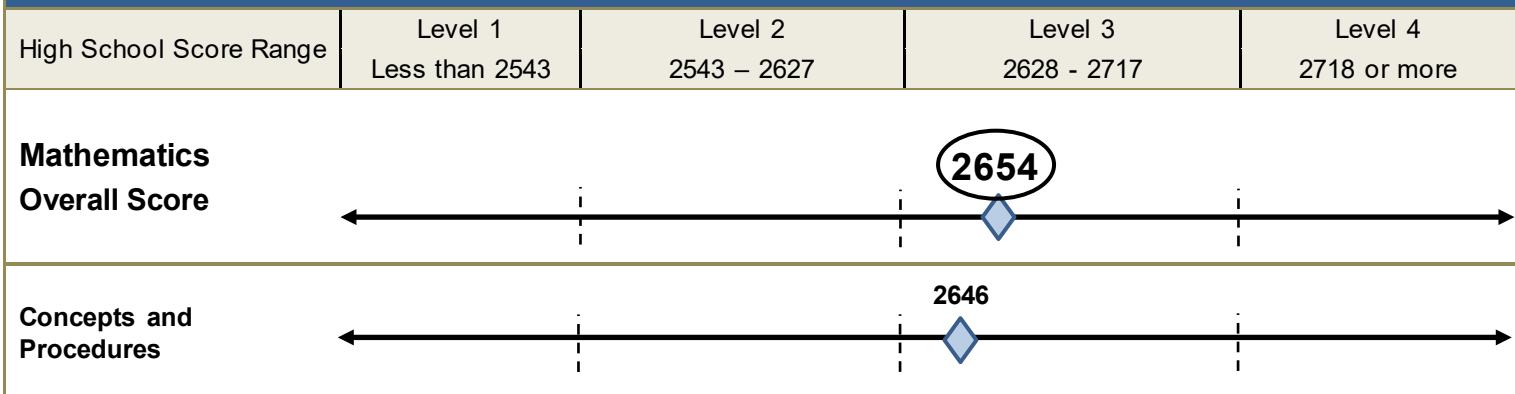 High School Score Range
Level 1
Less than 2543
Level 2
2543 – 2627
Level 3
2628 - 2717
Level 4
2718 or more
Mathematics
Overall Score
2654
Concepts and
Procedures
2646